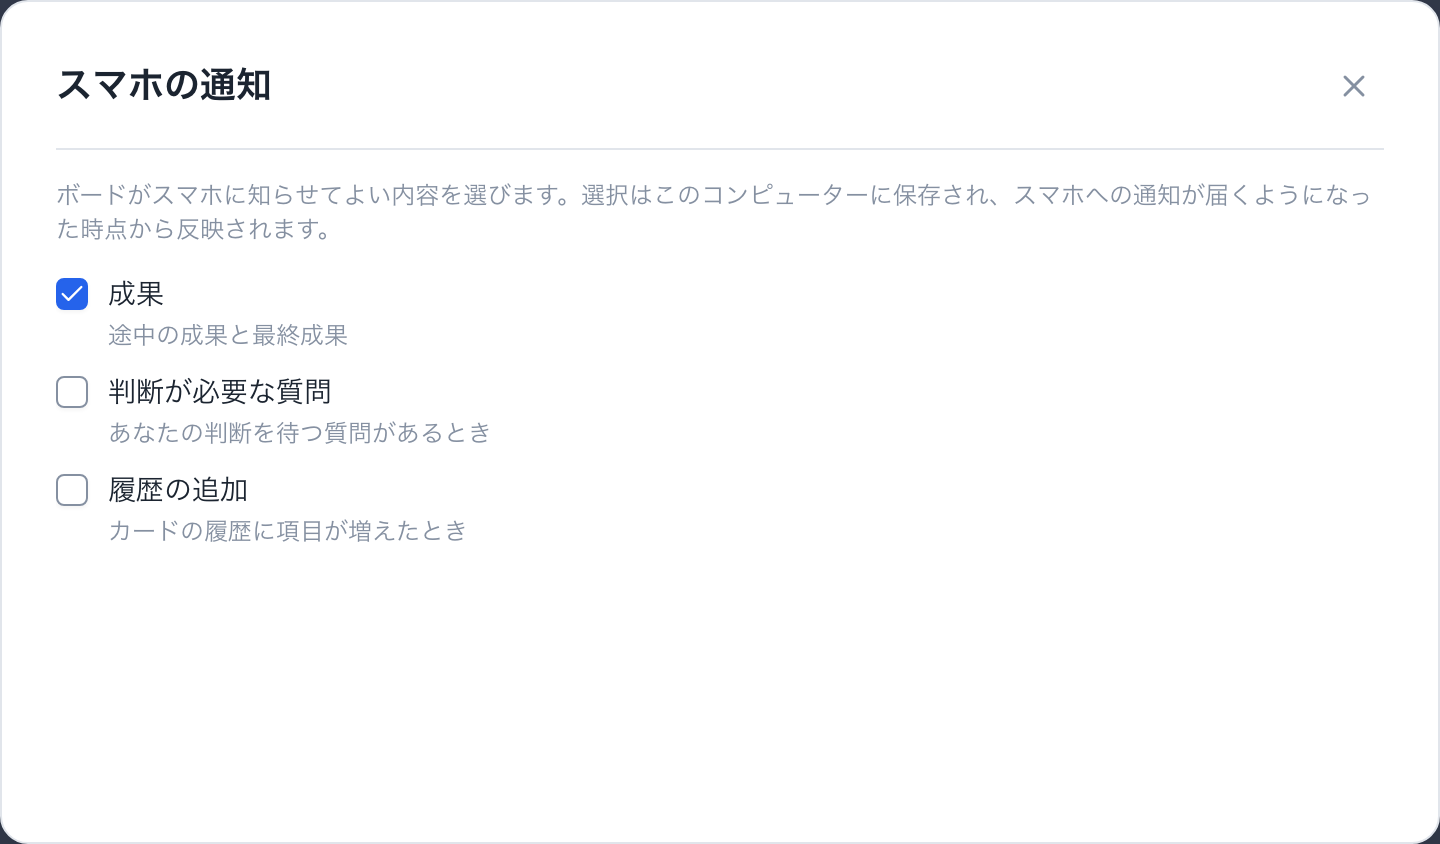 スマホの通知
ボードがスマホに知らせてよい内容を選びます。選択はこのコンピューターに保存され、スマホへの通知が届くようになっ
た時点から反映されます。
成果
途中の成果と最終成果
判断が必要な質問
あなたの判断を待つ質問があるとき
履歴の追加
カードの履歴に項目が増えたとき